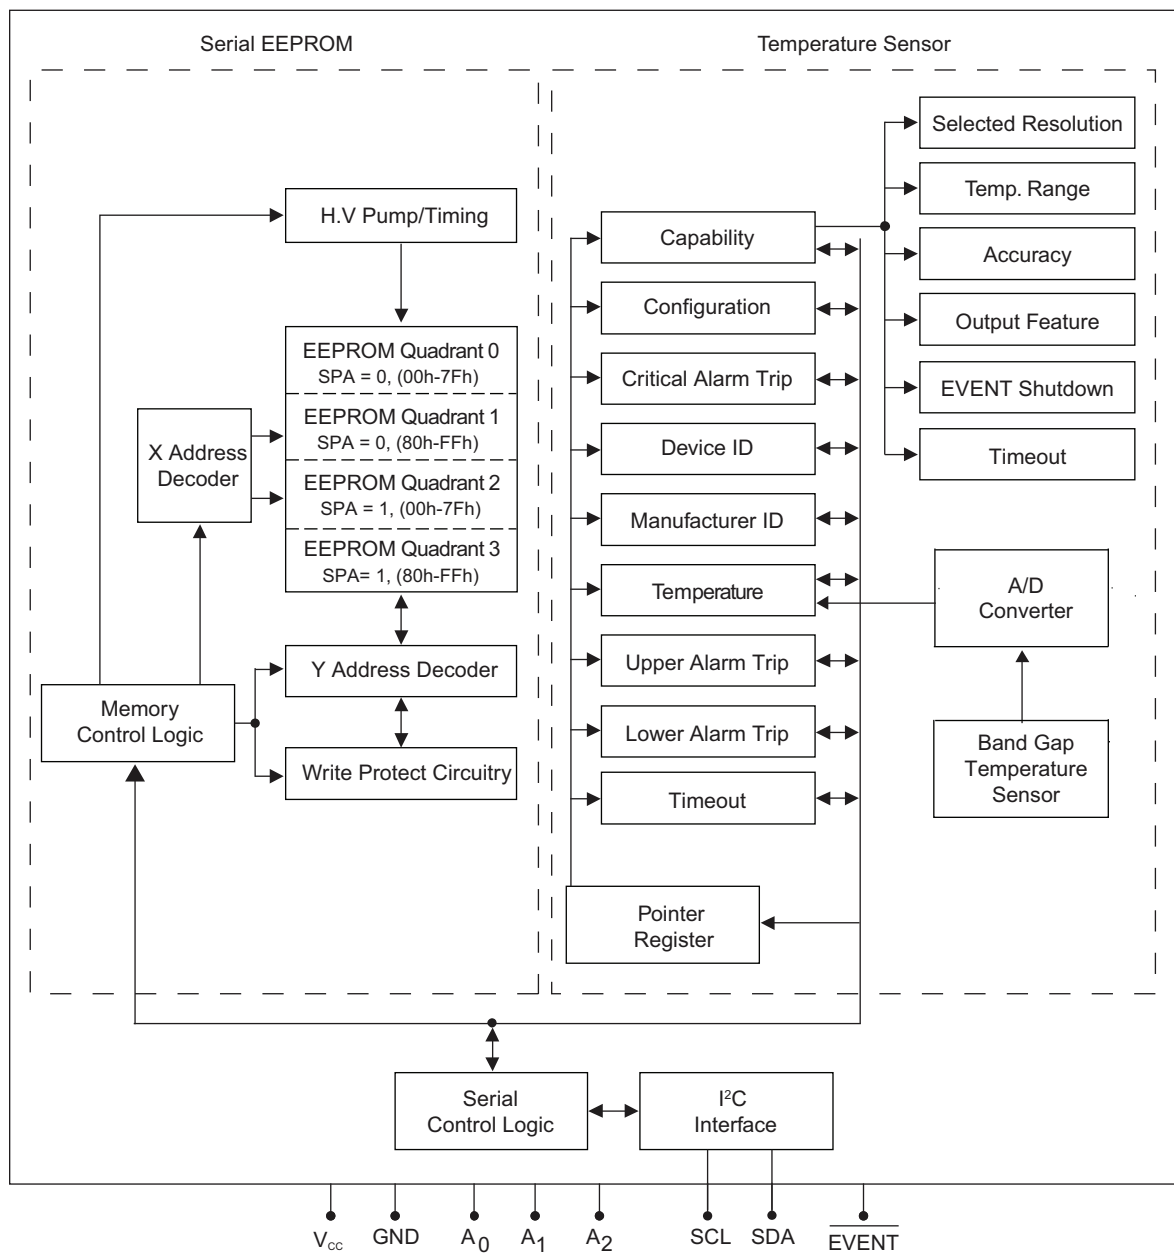 Serial EEPROM
Temperature Sensor
H.V Pump/Timing
EEPROM Quadrant 0
SPA = 0, (00h-7Fh)
EEPROM Quadrant 1
SPA = 0, (80h-FFh)
EEPROM Quadrant 2
SPA = 1, (00h-7Fh)
EEPROM Quadrant 3
SPA= 1, (80h-FFh)
X Address
Decoder
Y Address Decoder
Memory
Control Logic
Write Protect Circuitry
Capability
Configuration
Critical Alarm Trip
Device ID
Manufacturer ID
Temperature
Upper Alarm Trip
Lower Alarm Trip
Timeout
Pointer
Register
Selected Resolution
Temp. Range
Accuracy
Output Feature
EVENT Shutdown
Timeout
A/D
Converter
Band Gap
Temperature
Sensor
Serial
Control Logic
I²C
Interface
Vcc
GND
A0
A1
A2
SCL
SDA
EVENT